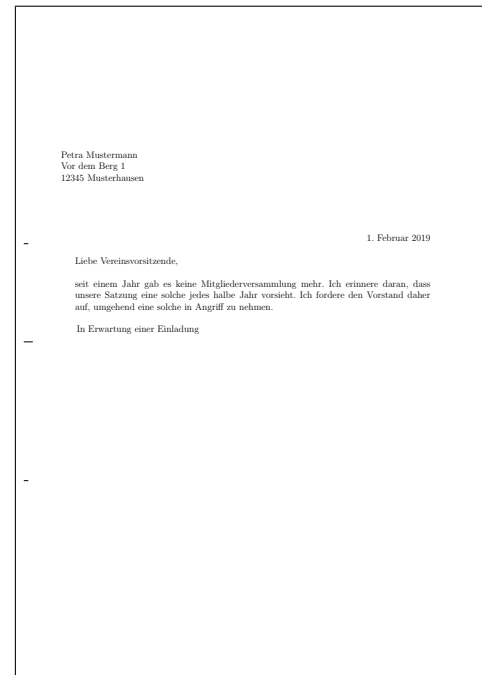 Petra Mustermann
Vor dem Berg 1
12345 Musterhausen
1. Februar 2019
Liebe Vereinsvorsitzende,
seit einem Jahr gab es keine Mitgliederversammlung mehr. Ich erinnere daran, dass
unsere Satzung eine solche jedes halbe Jahr vorsieht. Ich fordere den Vorstand daher
auf, umgehend eine solche in Angriff zu nehmen.
In Erwartung einer Einladung